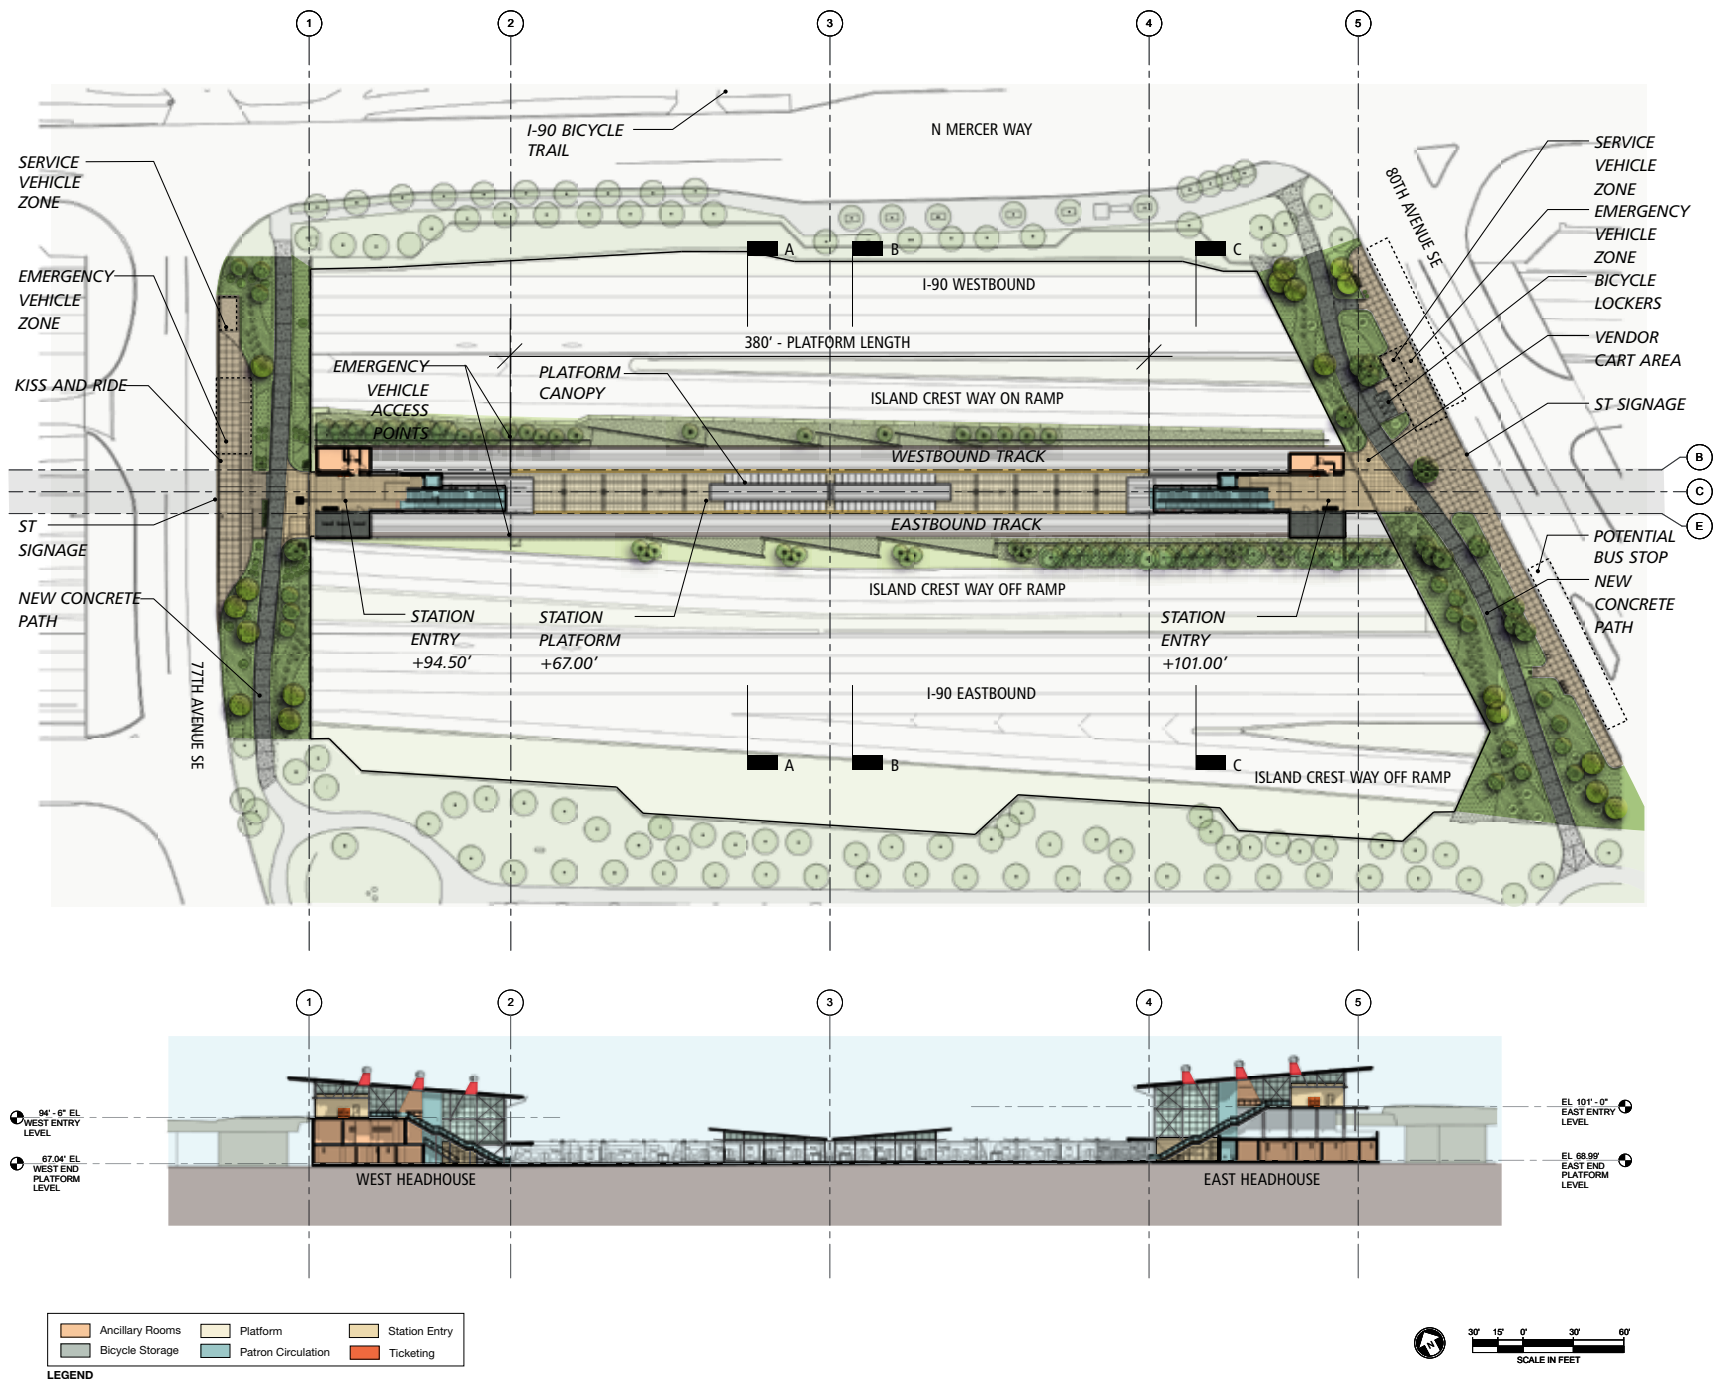 1 2 3 4 5
I-90 BICYCLE
TRAIL
N MERCER WAY
SERVICE
VEHICLE
ZONE
SERVICE
VEHICLE
ZONE
80TH AVENUE SE
EMERGENCY
VEHICLE
ZONE
A B C
EMERGENCY
VEHICLE
ZONE
I-90 WESTBOUND
BICYCLE
LOCKERS
380' - PLATFORM LENGTH
VENDOR
CART AREA
KISS AND RIDE
EMERGENCY
VEHICLE
ACCESS
POINTS
PLATFORM
CANOPY
ISLAND CREST WAY ON RAMP
ST SIGNAGE
WESTBOUND TRACK
B
C
E
ST
SIGNAGE
EASTBOUND TRACK
POTENTIAL
BUS STOP
NEW CONCRETE
PATH
ISLAND CREST WAY OFF RAMP
NEW
CONCRETE
PATH
STATION
ENTRY
+94.50'
STATION
PLATFORM
+67.00'
STATION
ENTRY
+101.00'
77TH AVENUE SE
I-90 EASTBOUND
A B C
ISLAND CREST WAY OFF RAMP
1 2 3 4 5
94' - 6" EL
WEST ENTRY
LEVEL
EL 101' - 0"
EAST ENTRY
LEVEL
67.04' EL
WEST END
PLATFORM
LEVEL
EL 68.99'
EAST END
PLATFORM
LEVEL
WEST HEADHOUSE
EAST HEADHOUSE
Ancillary Rooms Platform Station Entry
Bicycle Storage Patron Circulation Ticketing
LEGEND
N
30' 15' 0' 30' 60'
SCALE IN FEET